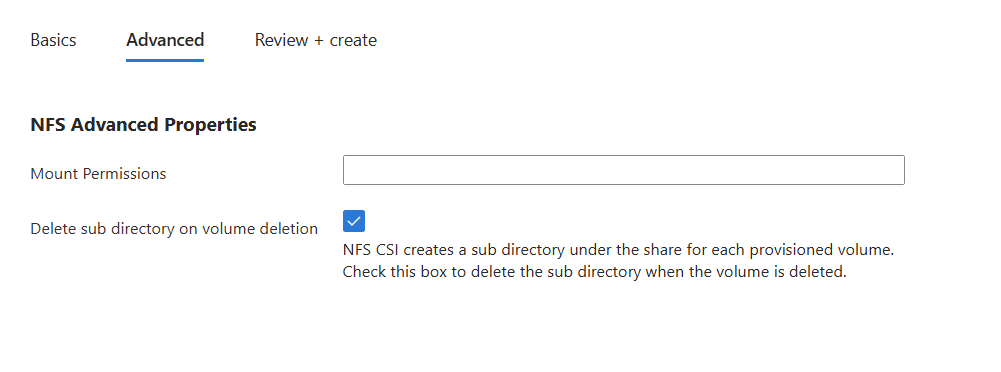 Basics
Advanced
Review + create
NFS Advanced Properties
Mount Permissions
Delete sub directory on volume deletion
NFS CSI creates a sub directory under the share for each provisioned volume.
Check this box to delete the sub directory when the volume is deleted.